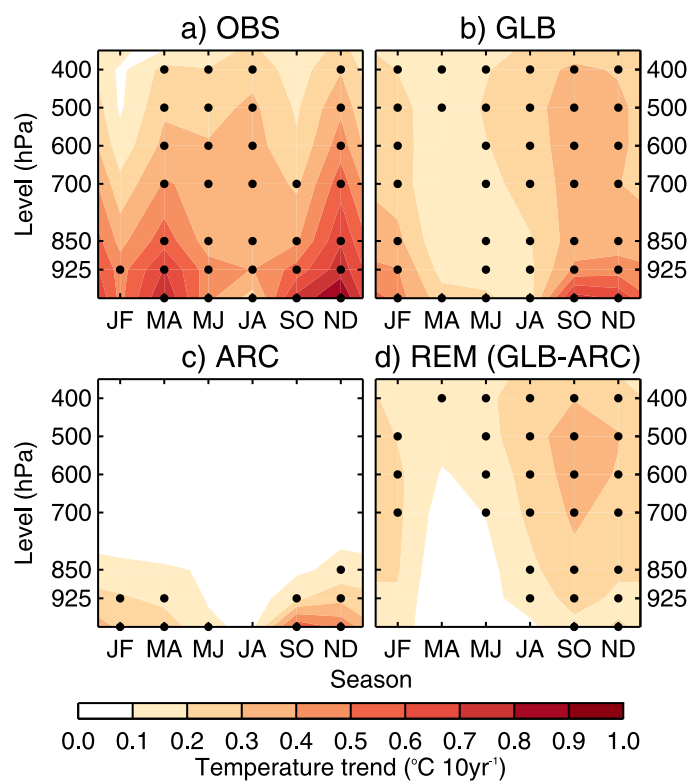 a) OBS
b) GLB
400
500
600
700
850
925
Level (hPa)
400
500
600
700
850
925
JF MA MJ JA SO ND
JF MA MJ JA SO ND
c) ARC
d) REM (GLB-ARC)
400
500
600
700
850
925
Level (hPa)
400
500
600
700
850
925
JF MA MJ JA SO ND
JF MA MJ JA SO ND
Season
0.0 0.1 0.2 0.3 0.4 0.5 0.6 0.7 0.8 0.9 1.0
Temperature trend (°C 10yr⁻¹)